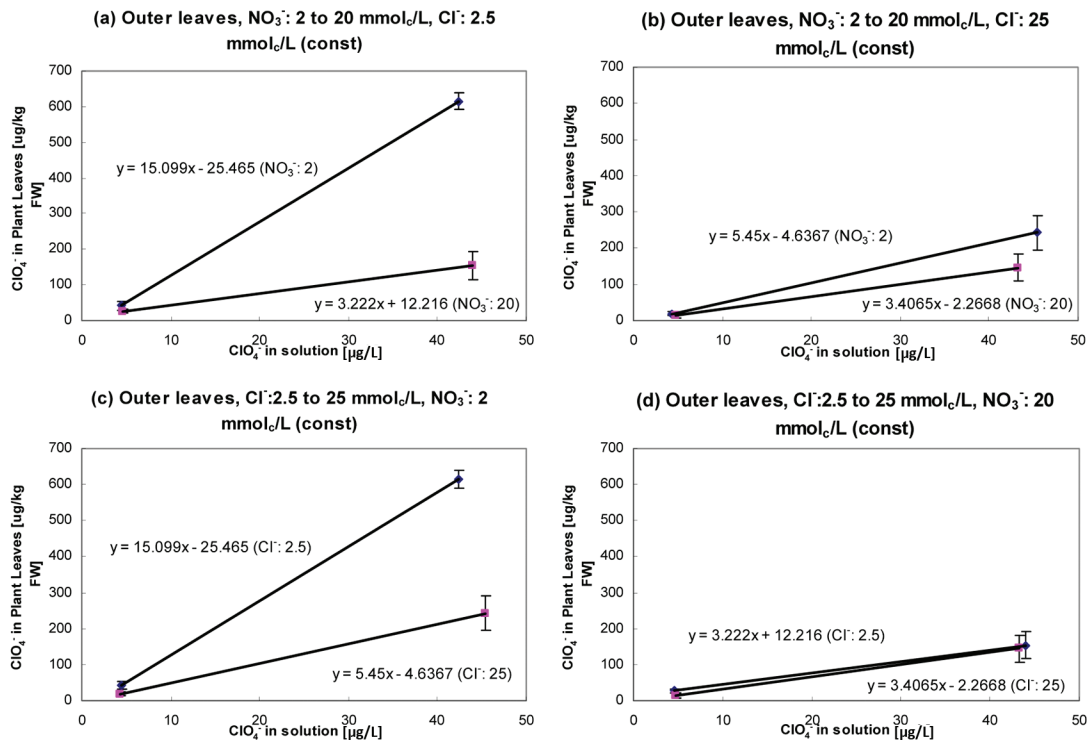 (a) Outer leaves, NO₃⁻: 2 to 20 mmol_c/L, Cl⁻: 2.5
mmol_c/L (const)
ClO₄⁻ in Plant Leaves [ug/kg
FW]
700
600
500
400
300
200
100
0
y = 15.099x - 25.465 (NO₃⁻: 2)
y = 3.222x + 12.216 (NO₃⁻: 20)
0 10 20 30 40 50
ClO₄⁻ in solution [µg/L]
(b) Outer leaves, NO₃⁻: 2 to 20 mmol_c/L, Cl⁻: 25
mmol_c/L (const)
ClO₄⁻ in Plant Leaves [ug/kg
FW]
700
600
500
400
300
200
100
0
y = 5.45x - 4.6367 (NO₃⁻: 2)
y = 3.4065x - 2.2668 (NO₃⁻: 20)
0 10 20 30 40 50
ClO₄⁻ in solution [µg/L]
(c) Outer leaves, Cl⁻:2.5 to 25 mmol_c/L, NO₃⁻: 2
mmol_c/L (const)
ClO₄⁻ in Plant Leaves [ug/kg
FW]
700
600
500
400
300
200
100
0
y = 15.099x - 25.465 (Cl⁻: 2.5)
y = 5.45x - 4.6367 (Cl⁻: 25)
0 10 20 30 40 50
ClO₄⁻ in solution [µg/L]
(d) Outer leaves, Cl⁻:2.5 to 25 mmol_c/L, NO₃⁻: 20
mmol_c/L (const)
ClO₄⁻ in Plant Leaves [ug/kg
FW]
700
600
500
400
300
200
100
0
y = 3.222x + 12.216 (Cl⁻: 2.5)
y = 3.4065x - 2.2668 (Cl⁻: 25)
0 10 20 30 40 50
ClO₄⁻ in solution [µg/L]